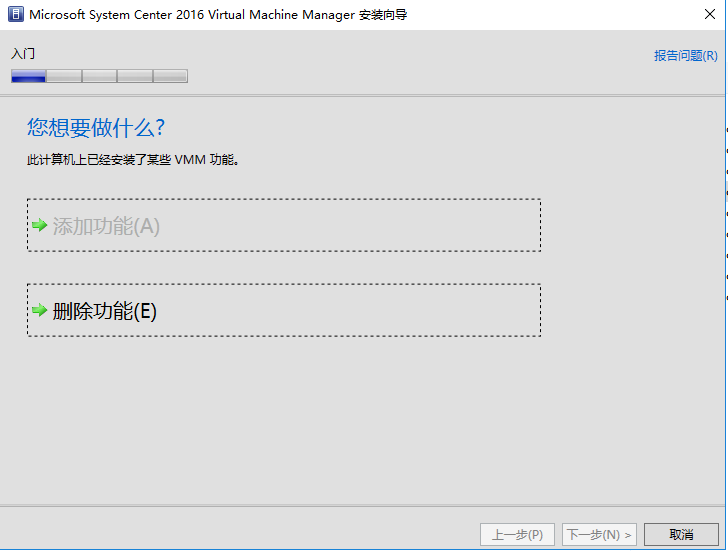 Microsoft System Center 2016 Virtual Machine Manager 安装向导
入门
报告问题(R)
您想要做什么?
此计算机上已经安装了某些 VMM 功能。
添加功能(A)
删除功能(E)
上一步(P)
下一步(N) >
取消